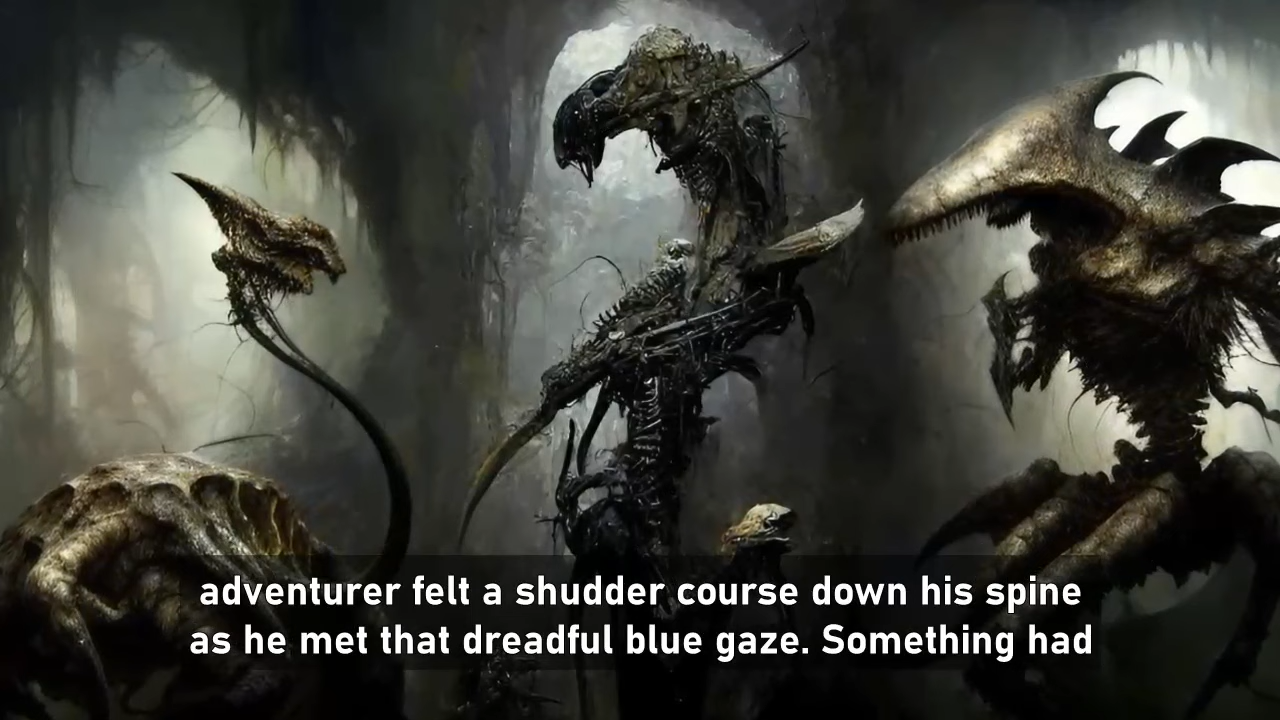 adventurer felt a shudder course down his spine
as he met that dreadful blue gaze. Something had